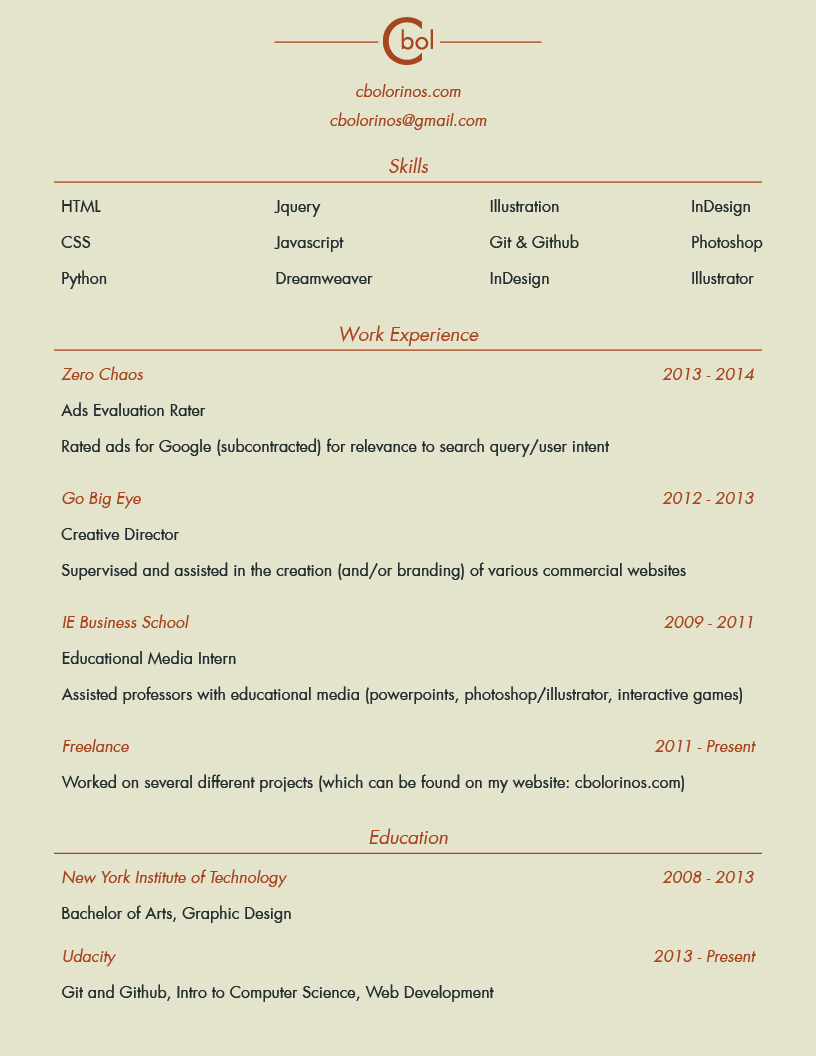 Cbol
cbolorinos.com
cbolorinos@gmail.com
Skills
HTML Jquery Illustration InDesign
CSS Javascript Git & Github Photoshop
Python Dreamweaver InDesign Illustrator
Work Experience
Zero Chaos 2013 - 2014
Ads Evaluation Rater
Rated ads for Google (subcontracted) for relevance to search query/user intent
Go Big Eye 2012 - 2013
Creative Director
Supervised and assisted in the creation (and/or branding) of various commercial websites
IE Business School 2009 - 2011
Educational Media Intern
Assisted professors with educational media (powerpoints, photoshop/illustrator, interactive games)
Freelance 2011 - Present
Worked on several different projects (which can be found on my website: cbolorinos.com)
Education
New York Institute of Technology 2008 - 2013
Bachelor of Arts, Graphic Design
Udacity 2013 - Present
Git and Github, Intro to Computer Science, Web Development